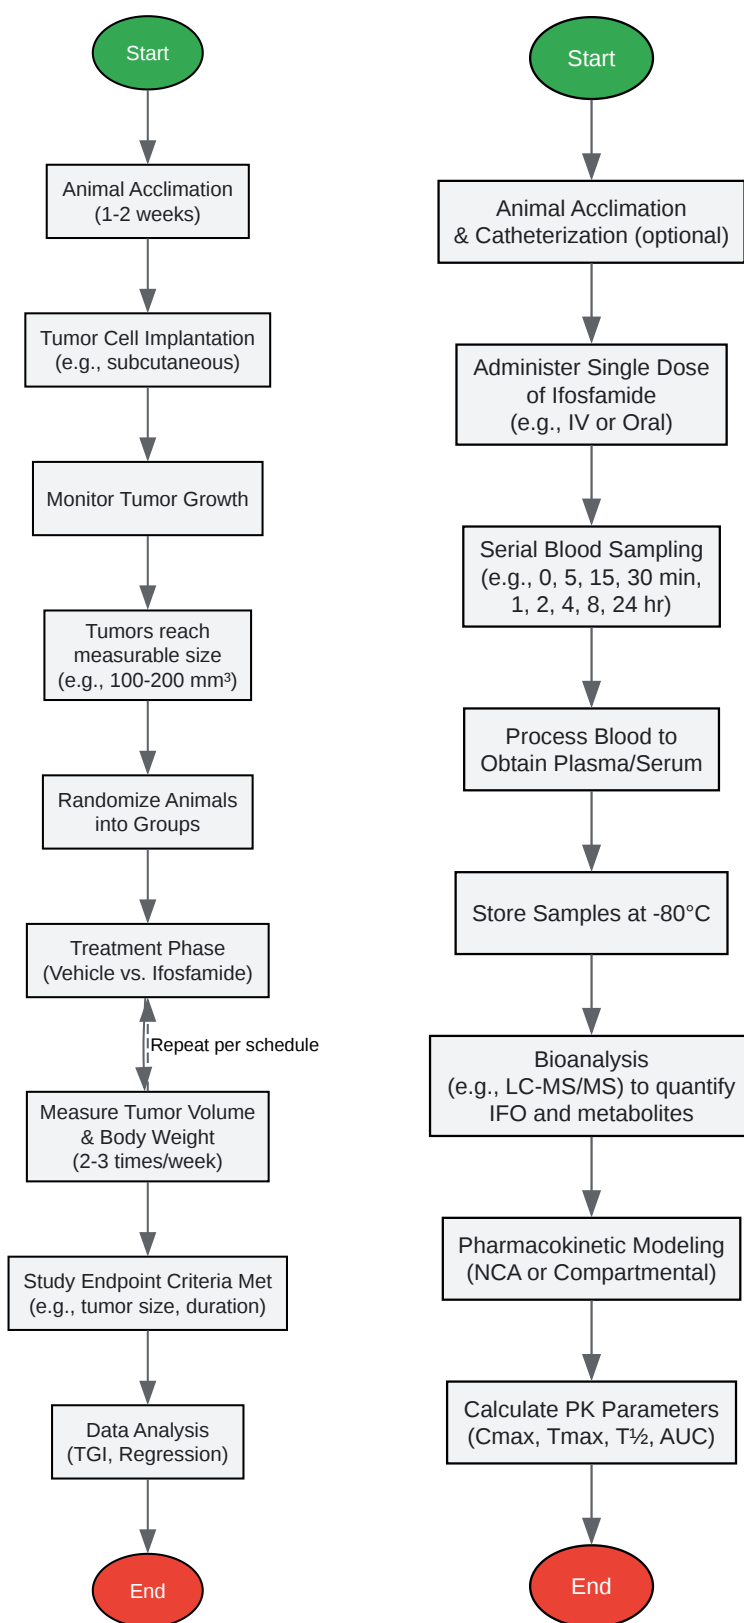 Start
Animal Acclimation
(1-2 weeks)
Tumor Cell Implantation
(e.g., subcutaneous)
Monitor Tumor Growth
Tumors reach
measurable size
(e.g., 100-200 mm³)
Randomize Animals
into Groups
Treatment Phase
(Vehicle vs. Ifosfamide)
Repeat per schedule
Measure Tumor Volume
& Body Weight
(2-3 times/week)
Study Endpoint Criteria Met
(e.g., tumor size, duration)
Data Analysis
(TGI, Regression)
End
Start
Animal Acclimation
& Catheterization (optional)
Administer Single Dose
of Ifosfamide
(e.g., IV or Oral)
Serial Blood Sampling
(e.g., 0, 5, 15, 30 min,
1, 2, 4, 8, 24 hr)
Process Blood to
Obtain Plasma/Serum
Store Samples at -80°C
Bioanalysis
(e.g., LC-MS/MS) to quantify
IFO and metabolites
Pharmacokinetic Modeling
(NCA or Compartmental)
Calculate PK Parameters
(Cmax, Tmax, T½, AUC)
End